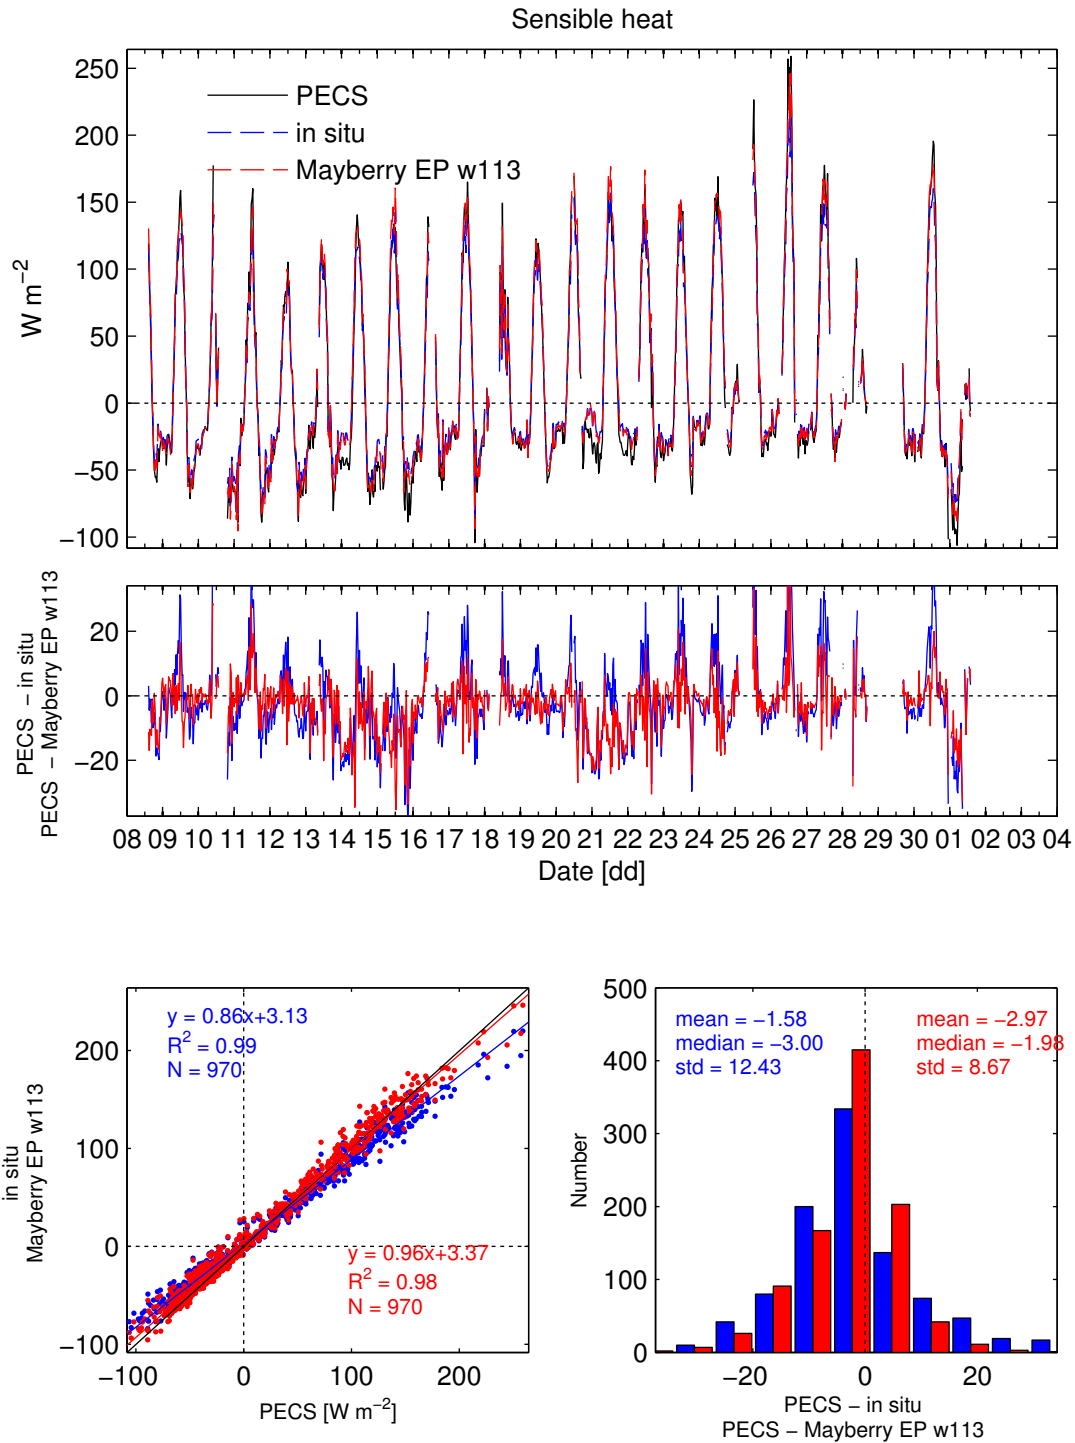 Sensible heat
250
200
150
100
50
0
−50
−100
W m−2
PECS
in situ
Mayberry EP w113
20
0
−20
PECS − in situ
PECS − Mayberry EP w113
08 09 10 11 12 13 14 15 16 17 18 19 20 21 22 23 24 25 26 27 28 29 30 01 02 03 04
Date [dd]
y = 0.86x+3.13
R2 = 0.99
N = 970
y = 0.96x+3.37
R2 = 0.98
N = 970
200
100
0
−100
in situ
Mayberry EP w113
−100 0 100 200
PECS [W m−2]
500
400
300
200
100
0
Number
mean = −1.58
median = −3.00
std = 12.43
mean = −2.97
median = −1.98
std = 8.67
−20 0 20
PECS − in situ
PECS − Mayberry EP w113